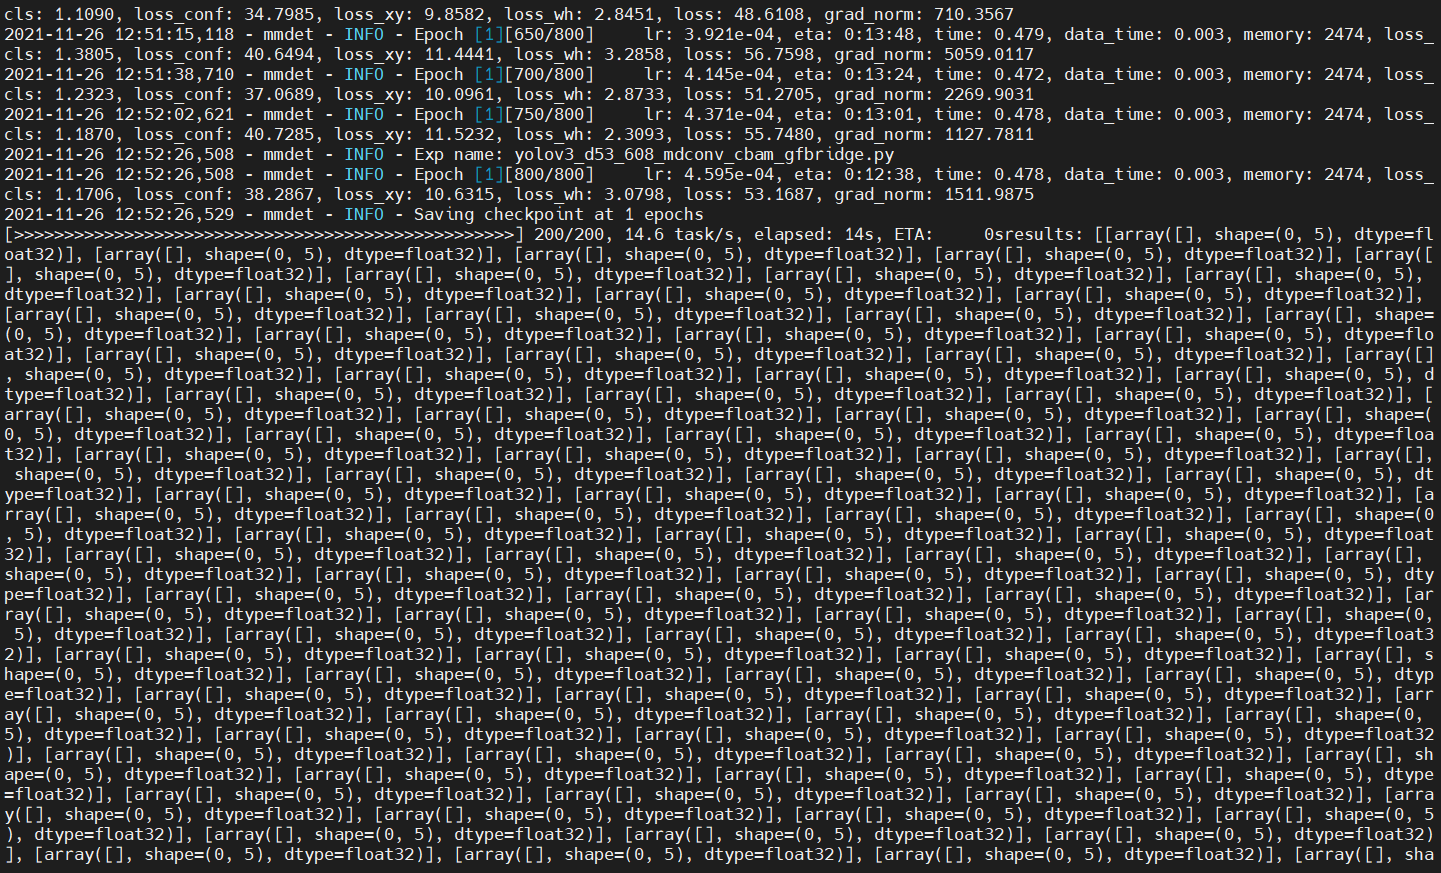 cls: 1.1090, loss_conf: 34.7985, loss_xy: 9.8582, loss_wh: 2.8451, loss: 48.6108, grad_norm: 710.3567
2021-11-26 12:51:15,118 - mmdet - INFO - Epoch [1][650/800]     lr: 3.921e-04, eta: 0:13:48, time: 0.479, data_time: 0.003, memory: 2474, loss_
cls: 1.3805, loss_conf: 40.6494, loss_xy: 11.4441, loss_wh: 3.2858, loss: 56.7598, grad_norm: 5059.0117
2021-11-26 12:51:38,710 - mmdet - INFO - Epoch [1][700/800]     lr: 4.145e-04, eta: 0:13:24, time: 0.472, data_time: 0.003, memory: 2474, loss_
cls: 1.2323, loss_conf: 37.0689, loss_xy: 10.0961, loss_wh: 2.8733, loss: 51.2705, grad_norm: 2269.9031
2021-11-26 12:52:02,621 - mmdet - INFO - Epoch [1][750/800]     lr: 4.371e-04, eta: 0:13:01, time: 0.478, data_time: 0.003, memory: 2474, loss_
cls: 1.1870, loss_conf: 40.7285, loss_xy: 11.5232, loss_wh: 2.3093, loss: 55.7480, grad_norm: 1127.7811
2021-11-26 12:52:26,508 - mmdet - INFO - Exp name: yolov3_d53_608_mdconv_cbam_gfbridge.py
2021-11-26 12:52:26,508 - mmdet - INFO - Epoch [1][800/800]     lr: 4.595e-04, eta: 0:12:38, time: 0.478, data_time: 0.003, memory: 2474, loss_
cls: 1.1706, loss_conf: 38.2867, loss_xy: 10.6315, loss_wh: 3.0798, loss: 53.1687, grad_norm: 1511.9875
2021-11-26 12:52:26,529 - mmdet - INFO - Saving checkpoint at 1 epochs
[>>>>>>>>>>>>>>>>>>>>>>>>>>>>>>>>>>>>>>>>>>>>>>>>>>] 200/200, 14.6 task/s, elapsed: 14s, ETA:     0sresults: [[array([], shape=(0, 5), dtype=fl
oat32)], [array([], shape=(0, 5), dtype=float32)], [array([], shape=(0, 5), dtype=float32)], [array([], shape=(0, 5), dtype=float32)], [array([
], shape=(0, 5), dtype=float32)], [array([], shape=(0, 5), dtype=float32)], [array([], shape=(0, 5), dtype=float32)], [array([], shape=(0, 5), 
dtype=float32)], [array([], shape=(0, 5), dtype=float32)], [array([], shape=(0, 5), dtype=float32)], [array([], shape=(0, 5), dtype=float32)],
[array([], shape=(0, 5), dtype=float32)], [array([], shape=(0, 5), dtype=float32)], [array([], shape=(0, 5), dtype=float32)], [array([], shape=
(0, 5), dtype=float32)], [array([], shape=(0, 5), dtype=float32)], [array([], shape=(0, 5), dtype=float32)], [array([], shape=(0, 5), dtype=flo
at32)], [array([], shape=(0, 5), dtype=float32)], [array([], shape=(0, 5), dtype=float32)], [array([], shape=(0, 5), dtype=float32)], [array([]
, shape=(0, 5), dtype=float32)], [array([], shape=(0, 5), dtype=float32)], [array([], shape=(0, 5), dtype=float32)], [array([], shape=(0, 5), d
type=float32)], [array([], shape=(0, 5), dtype=float32)], [array([], shape=(0, 5), dtype=float32)], [array([], shape=(0, 5), dtype=float32)], [
array([], shape=(0, 5), dtype=float32)], [array([], shape=(0, 5), dtype=float32)], [array([], shape=(0, 5), dtype=float32)], [array([], shape=(
0, 5), dtype=float32)], [array([], shape=(0, 5), dtype=float32)], [array([], shape=(0, 5), dtype=float32)], [array([], shape=(0, 5), dtype=floa
t32)], [array([], shape=(0, 5), dtype=float32)], [array([], shape=(0, 5), dtype=float32)], [array([], shape=(0, 5), dtype=float32)], [array([],
 shape=(0, 5), dtype=float32)], [array([], shape=(0, 5), dtype=float32)], [array([], shape=(0, 5), dtype=float32)], [array([], shape=(0, 5), dt
ype=float32)], [array([], shape=(0, 5), dtype=float32)], [array([], shape=(0, 5), dtype=float32)], [array([], shape=(0, 5), dtype=float32)], [a
rray([], shape=(0, 5), dtype=float32)], [array([], shape=(0, 5), dtype=float32)], [array([], shape=(0, 5), dtype=float32)], [array([], shape=(0
, 5), dtype=float32)], [array([], shape=(0, 5), dtype=float32)], [array([], shape=(0, 5), dtype=float32)], [array([], shape=(0, 5), dtype=float
32)], [array([], shape=(0, 5), dtype=float32)], [array([], shape=(0, 5), dtype=float32)], [array([], shape=(0, 5), dtype=float32)], [array([], 
shape=(0, 5), dtype=float32)], [array([], shape=(0, 5), dtype=float32)], [array([], shape=(0, 5), dtype=float32)], [array([], shape=(0, 5), dty
pe=float32)], [array([], shape=(0, 5), dtype=float32)], [array([], shape=(0, 5), dtype=float32)], [array([], shape=(0, 5), dtype=float32)], [ar
ray([], shape=(0, 5), dtype=float32)], [array([], shape=(0, 5), dtype=float32)], [array([], shape=(0, 5), dtype=float32)], [array([], shape=(0,
 5), dtype=float32)], [array([], shape=(0, 5), dtype=float32)], [array([], shape=(0, 5), dtype=float32)], [array([], shape=(0, 5), dtype=float3
2)], [array([], shape=(0, 5), dtype=float32)], [array([], shape=(0, 5), dtype=float32)], [array([], shape=(0, 5), dtype=float32)], [array([], s
hape=(0, 5), dtype=float32)], [array([], shape=(0, 5), dtype=float32)], [array([], shape=(0, 5), dtype=float32)], [array([], shape=(0, 5), dtyp
e=float32)], [array([], shape=(0, 5), dtype=float32)], [array([], shape=(0, 5), dtype=float32)], [array([], shape=(0, 5), dtype=float32)], [arr
ay([], shape=(0, 5), dtype=float32)], [array([], shape=(0, 5), dtype=float32)], [array([], shape=(0, 5), dtype=float32)], [array([], shape=(0, 
5), dtype=float32)], [array([], shape=(0, 5), dtype=float32)], [array([], shape=(0, 5), dtype=float32)], [array([], shape=(0, 5), dtype=float32
)], [array([], shape=(0, 5), dtype=float32)], [array([], shape=(0, 5), dtype=float32)], [array([], shape=(0, 5), dtype=float32)], [array([], sh
ape=(0, 5), dtype=float32)], [array([], shape=(0, 5), dtype=float32)], [array([], shape=(0, 5), dtype=float32)], [array([], shape=(0, 5), dtype
=float32)], [array([], shape=(0, 5), dtype=float32)], [array([], shape=(0, 5), dtype=float32)], [array([], shape=(0, 5), dtype=float32)], [arra
y([], shape=(0, 5), dtype=float32)], [array([], shape=(0, 5), dtype=float32)], [array([], shape=(0, 5), dtype=float32)], [array([], shape=(0, 5
), dtype=float32)], [array([], shape=(0, 5), dtype=float32)], [array([], shape=(0, 5), dtype=float32)], [array([], shape=(0, 5), dtype=float32)
], [array([], shape=(0, 5), dtype=float32)], [array([], shape=(0, 5), dtype=float32)], [array([], shape=(0, 5), dtype=float32)], [array([], sha